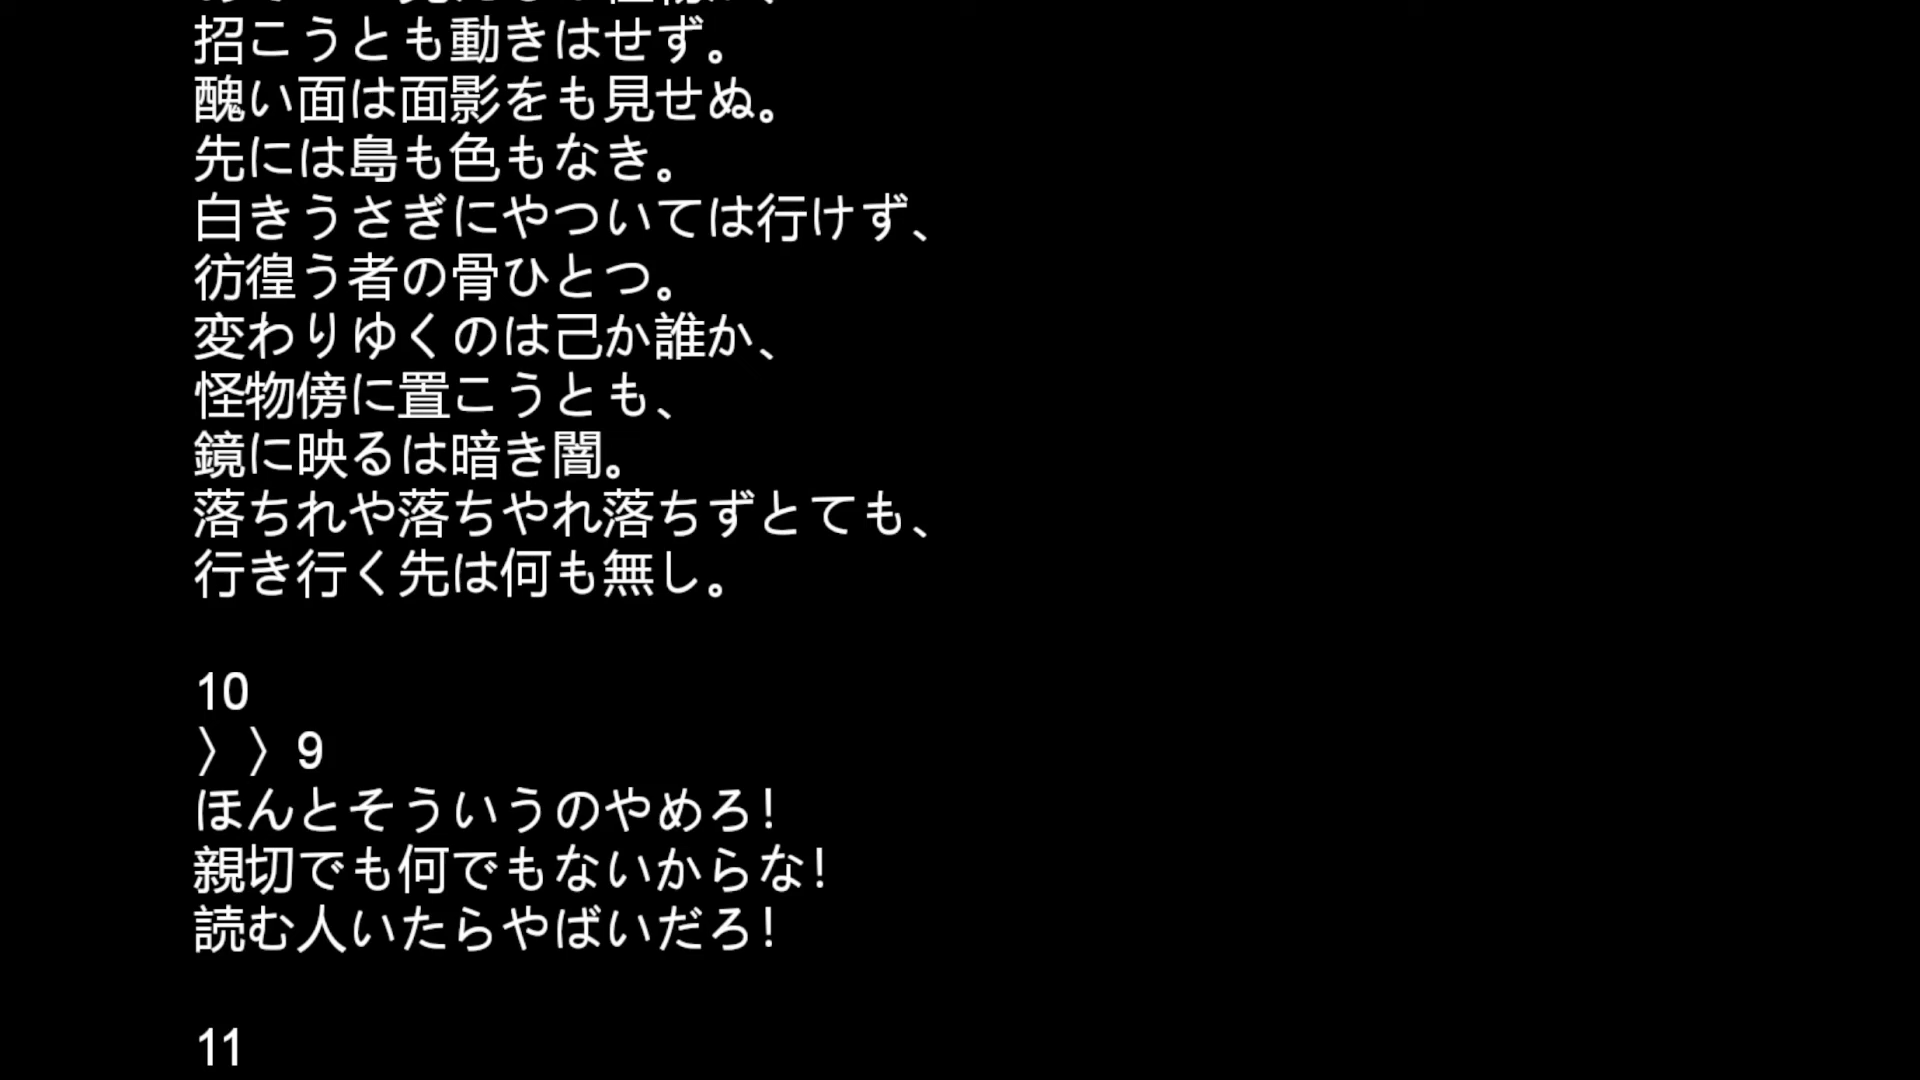 招こうとも動きはせず。
醜い面は面影をも見せぬ。
先には島も色もなき。
白きうさぎにやついては行けず、
彷徨う者の骨ひとつ。
変わりゆくのは己か誰か、
怪物傍に置こうとも、
鏡に映るは暗き闇。
落ちれや落ちやれ落ちずとても、
行き行く先は何も無し。
10
〉〉9
ほんとそういうのやめろ!
親切でも何でもないからな!
読む人いたらやばいだろ!
11